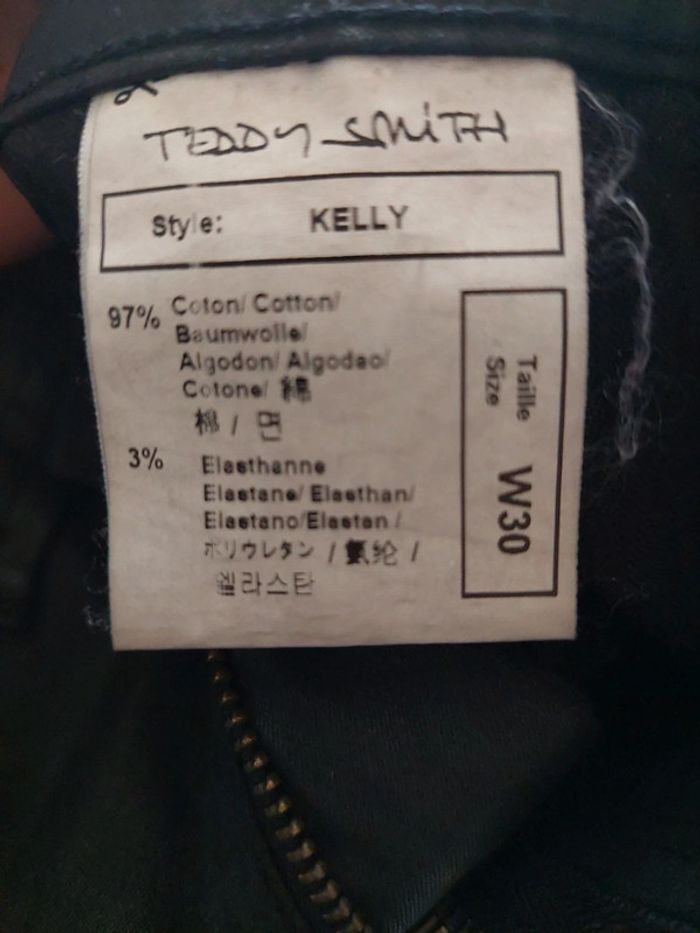 TEDDY SMITH
Style: KELLY
97% Coton/ Cotton/
Baumwolle/
Algodon/ Algodao/
Cotone/ 綿
棉 / 면
3% Elasthanne
Elastane/ Elasthan/
Elastano/Elastan /
ポリウレタン / 氨纶 /
엘라스탄
Taille
Size
W30